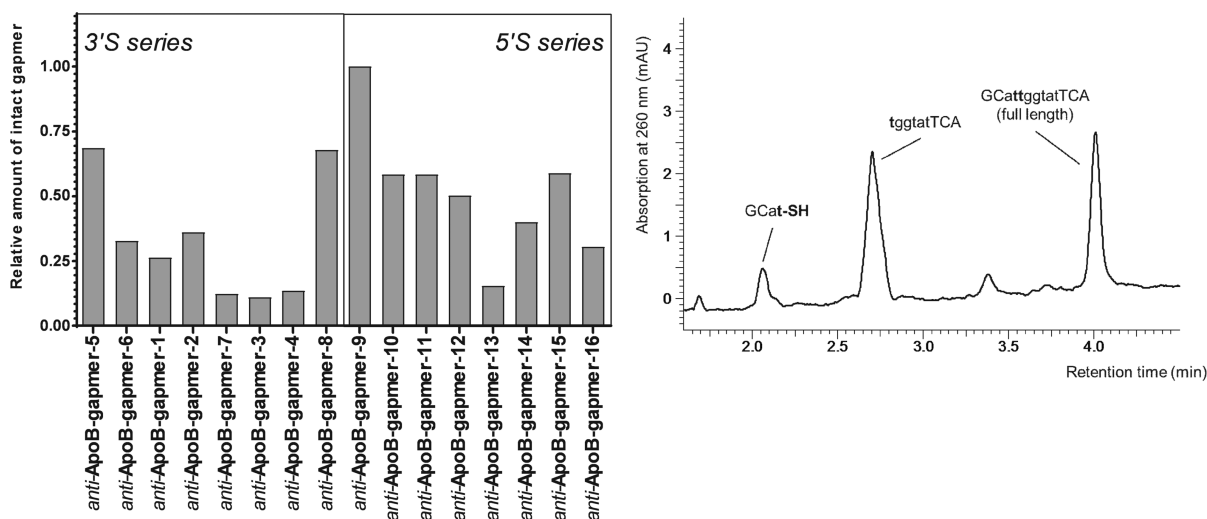 3'S series
5'S series
Relative amount of intact gapmer
1.00
0.75
0.50
0.25
0.00
anti-ApoB-gapmer-5
anti-ApoB-gapmer-6
anti-ApoB-gapmer-1
anti-ApoB-gapmer-2
anti-ApoB-gapmer-7
anti-ApoB-gapmer-3
anti-ApoB-gapmer-4
anti-ApoB-gapmer-8
anti-ApoB-gapmer-9
anti-ApoB-gapmer-10
anti-ApoB-gapmer-11
anti-ApoB-gapmer-12
anti-ApoB-gapmer-13
anti-ApoB-gapmer-14
anti-ApoB-gapmer-15
anti-ApoB-gapmer-16
Absorption at 260 nm (mAU)
4
3
2
1
0
GCat-SH
tggtatTCA
GCattggtatTCA
(full length)
2.0
2.5
3.0
3.5
4.0
Retention time (min)